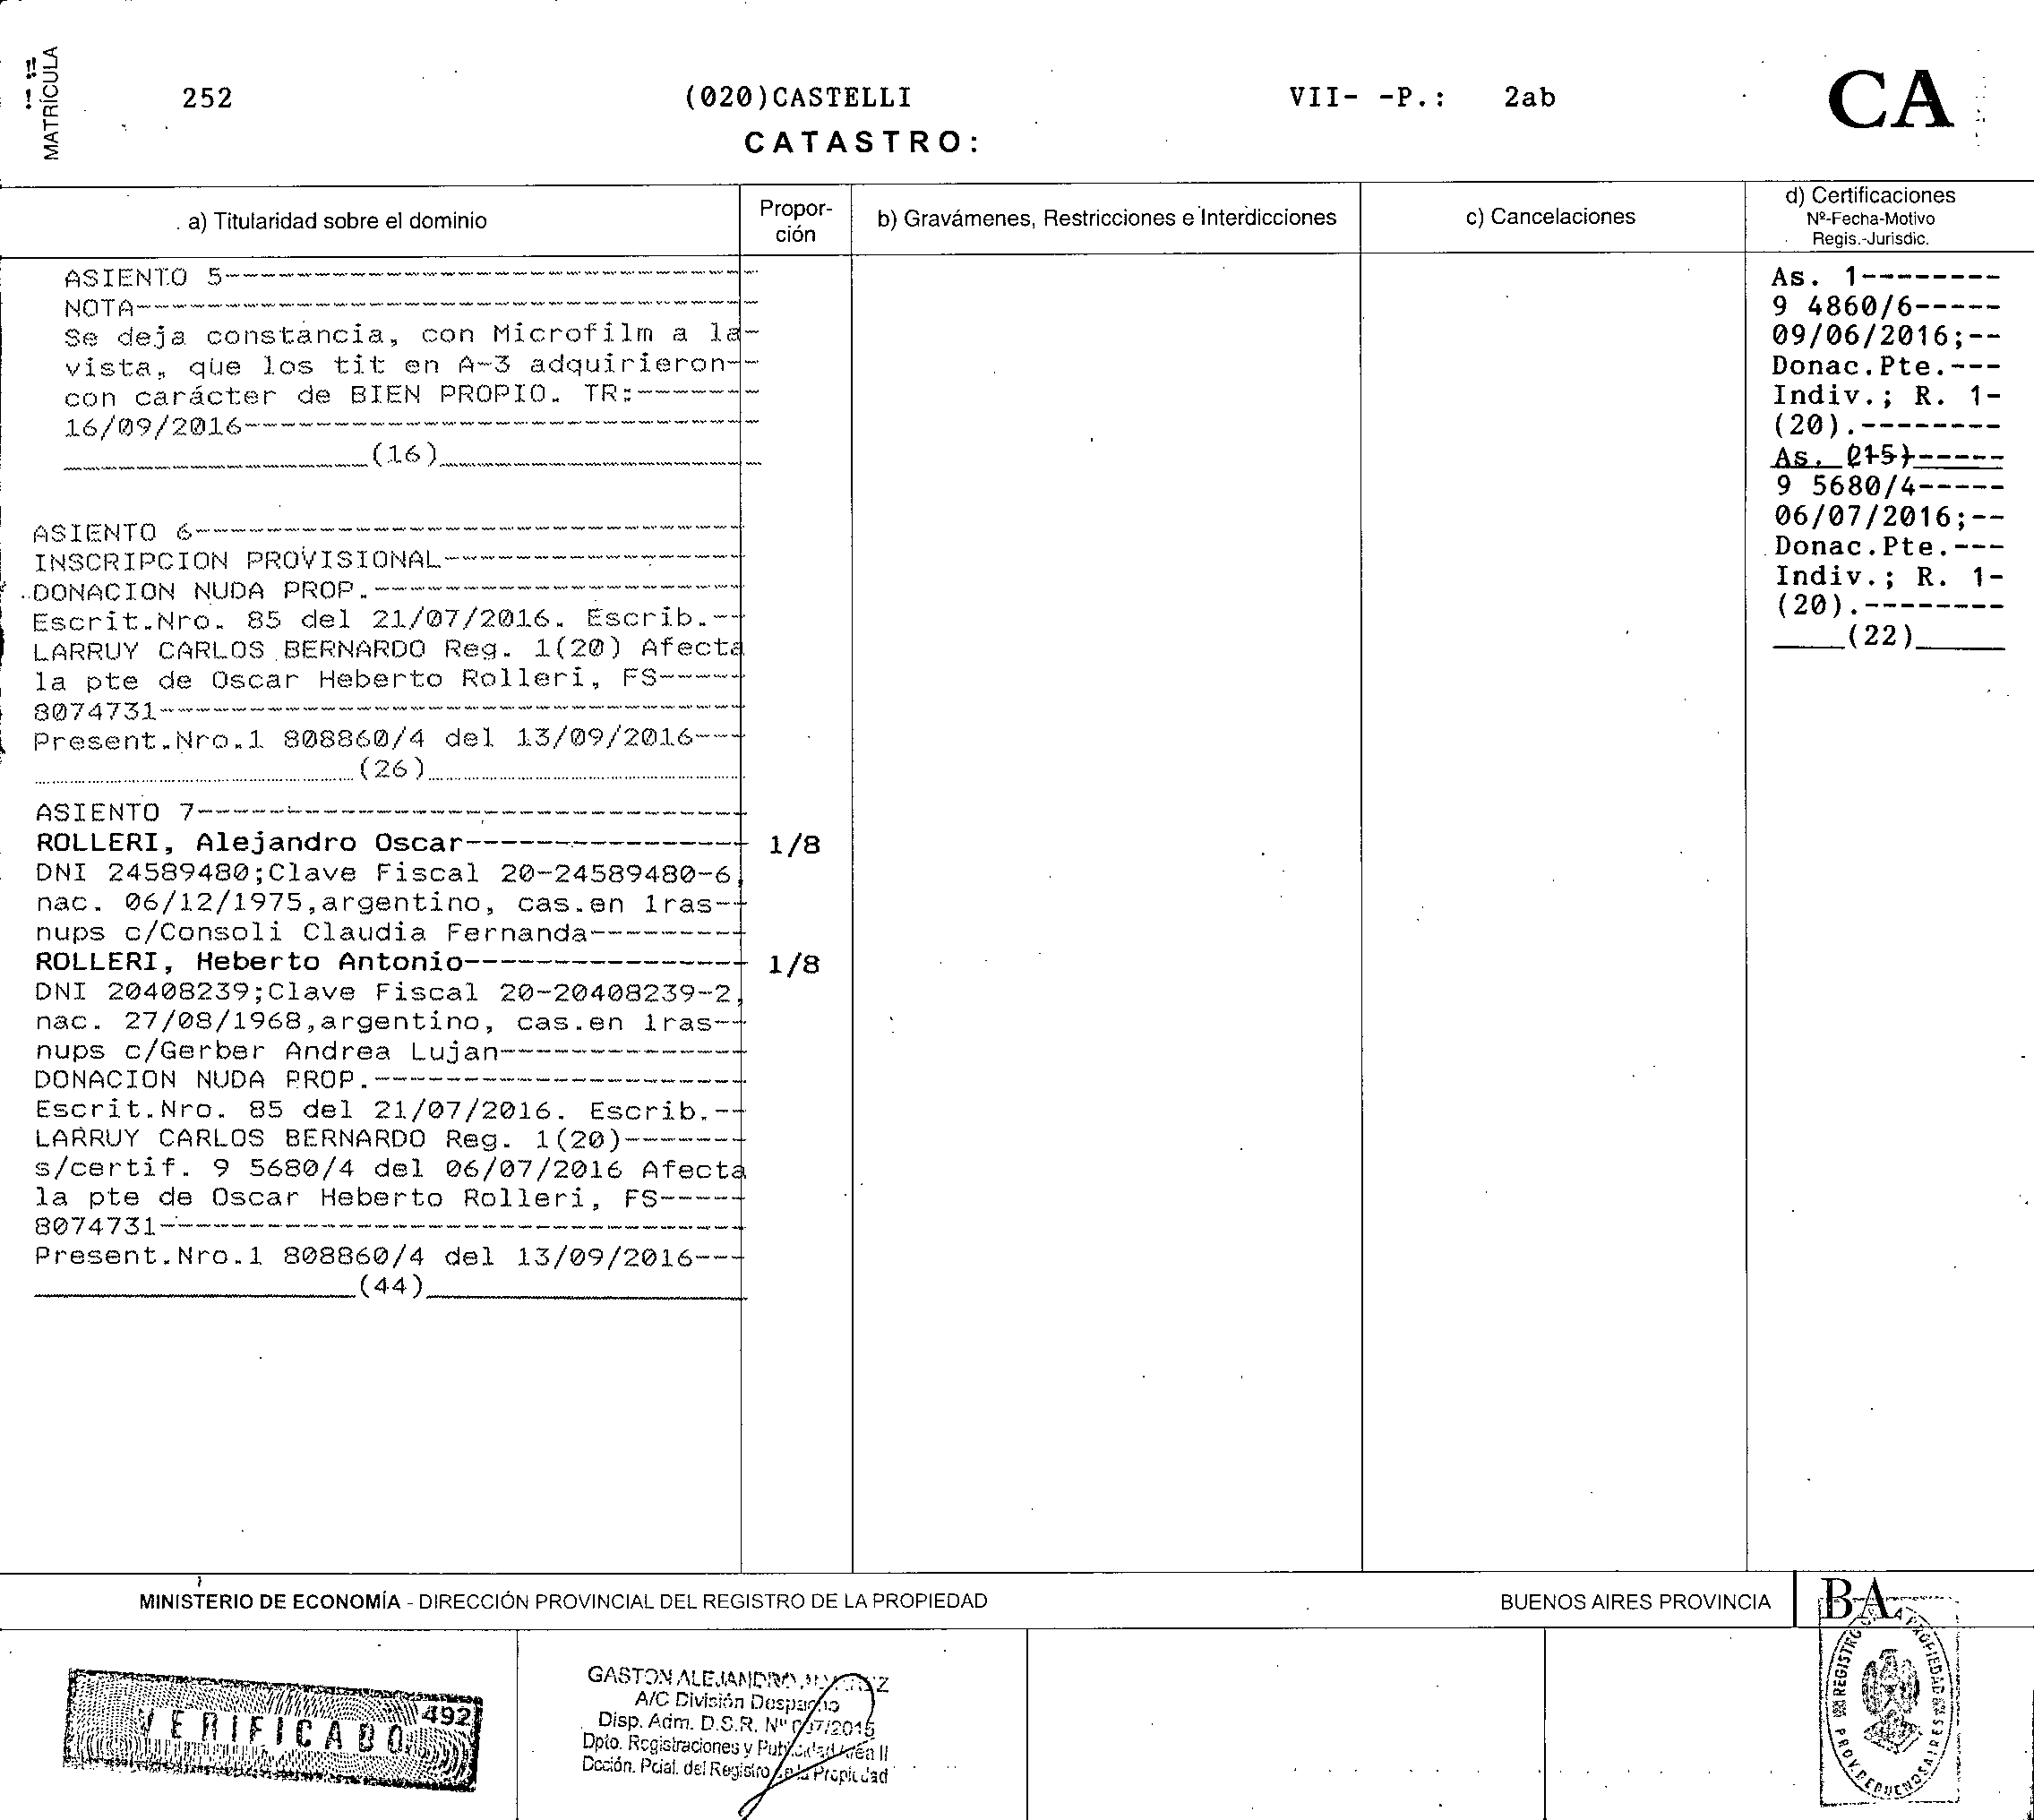 MATRÍCULA
252 (020)CASTELLI VII- -P.: 2ab CA
CATASTRO:
a) Titularidad sobre el dominio
Propor-
ción
b) Gravámenes, Restricciones e Interdicciones
c) Cancelaciones
d) Certificaciones
Nº-Fecha-Motivo
Regis.-Jurisdic.
ASIENTO 5------------------------------
NOTA-----------------------------------
Se deja constancia, con Microfilm a la-
vista, que los tit en A-3 adquirieron--
con carácter de BIEN PROPIO. TR:-------
16/09/2016-----------------------------
_________________(16)__________________
ASIENTO 6-------------------------------
INSCRIPCION PROVISIONAL-----------------
DONACION NUDA PROP.---------------------
Escrit.Nro. 85 del 21/07/2016. Escrib.--
LARRUY CARLOS BERNARDO Reg. 1(20) Afecta
la pte de Oscar Heberto Rolleri, FS-----
8074731---------------------------------
Present.Nro.1 808860/4 del 13/09/2016---
__________________(26)__________________
ASIENTO 7-------------------------------
ROLLERI, Alejandro Oscar---------------- 1/8
DNI 24589480;Clave Fiscal 20-24589480-6,
nac. 06/12/1975,argentino, cas.en 1ras--
nups c/Consoli Claudia Fernanda---------
ROLLERI, Heberto Antonio---------------- 1/8
DNI 20408239;Clave Fiscal 20-20408239-2,
nac. 27/08/1968,argentino, cas.en 1ras--
nups c/Gerber Andrea Lujan--------------
DONACION NUDA PROP.---------------------
Escrit.Nro. 85 del 21/07/2016. Escrib.--
LARRUY CARLOS BERNARDO Reg. 1(20)-------
s/certif. 9 5680/4 del 06/07/2016 Afecta
la pte de Oscar Heberto Rolleri, FS-----
8074731---------------------------------
Present.Nro.1 808860/4 del 13/09/2016---
__________________(44)__________________
As. 1--------
9 4860/6-----
09/06/2016;--
Donac.Pte.---
Indiv.; R. 1-
(20).--------
As. (15)-----
9 5680/4-----
06/07/2016;--
Donac.Pte.---
Indiv.; R. 1-
(20).--------
____(22)_____
MINISTERIO DE ECONOMÍA - DIRECCIÓN PROVINCIAL DEL REGISTRO DE LA PROPIEDAD
BUENOS AIRES PROVINCIA
BA
VERIFICADO 492
GASTON ALEJANDRO
A/C División Despacho
Disp. Adm. D.S.R. Nº 007/2015
Dpto. Registraciones y Publicidad Area II
Dcción. Pcial. del Registro de la Propiedad
REGISTRO DE LA PROPIEDAD
PROV. DE BUENOS AIRES